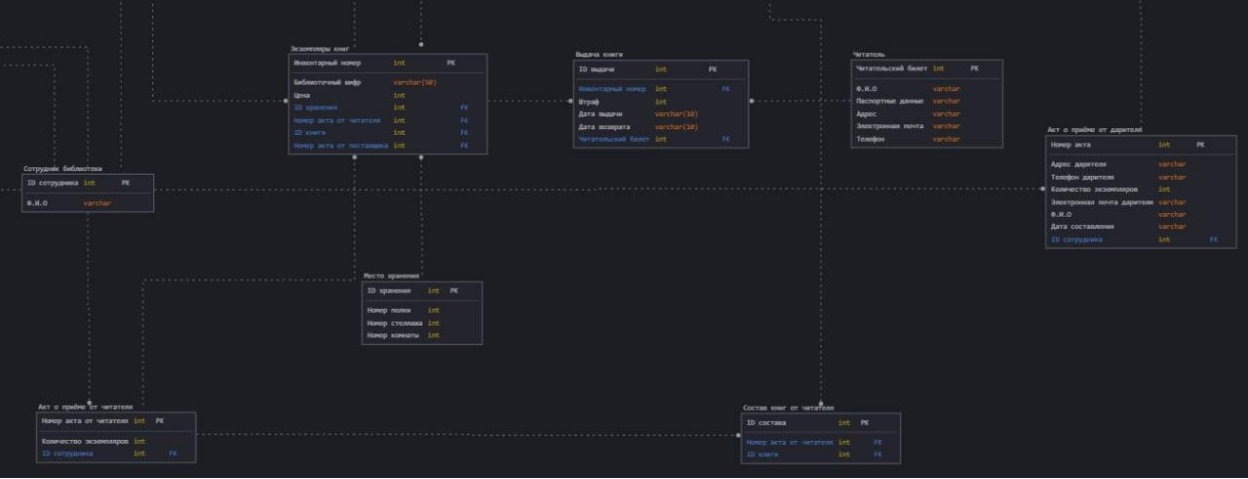 Экземпляры книг
Инвентарный номер int PK
Библиотечный шифр varchar(50)
Цена int
ID хранения int FK
Номер акта от читателя int FK
ID книги int FK
Номер акта от поставщика int FK
Выдача книги
ID выдачи int PK
Инвентарный номер int FK
Штраф int
Дата выдачи varchar(10)
Дата возврата varchar(10)
Читательский билет int FK
Читатель
Читательский билет int PK
Ф.И.О varchar
Паспортные данные varchar
Адрес varchar
Электронная почта varchar
Телефон varchar
Акт о приёме от дарителя
Номер акта int PK
Адрес дарителя varchar
Телефон дарителя varchar
Количество экземпляров int
Электронная почта дарителя varchar
Ф.И.О varchar
Дата составления varchar
ID сотрудника int FK
Сотрудник библиотеки
ID сотрудника int PK
Ф.И.О varchar
Место хранения
ID хранения int PK
Номер полки int
Номер стеллажа int
Номер комнаты int
Акт о приёме от читателя
Номер акта от читателя int PK
Количество экземпляров int
ID сотрудника int FK
Состав книг от читателя
ID состава int PK
Номер акта от читателя int FK
ID книги int FK